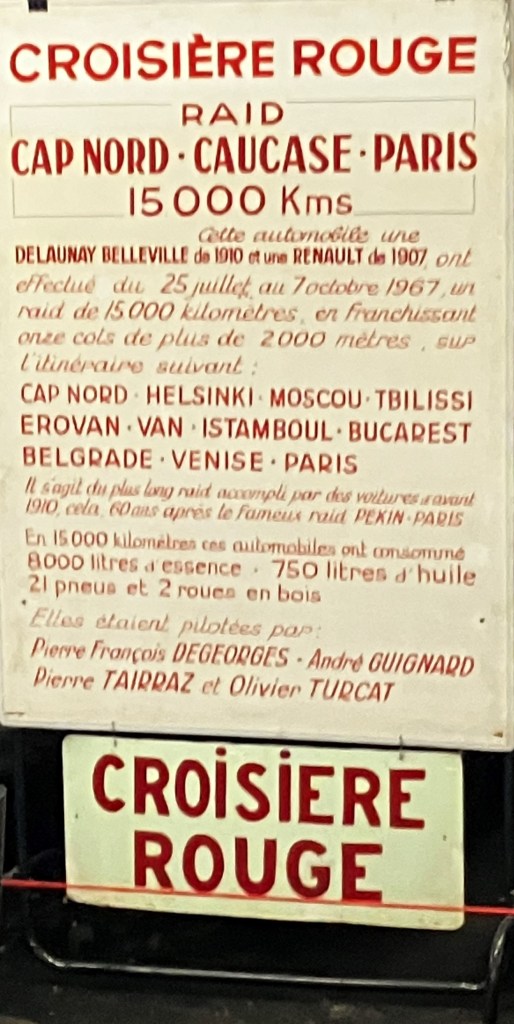 CROISIÈRE ROUGE
RAID
CAP NORD · CAUCASE · PARIS
15000 Kms
Cette automobile une
DELAUNAY BELLEVILLE de 1910 et une RENAULT de 1907, ont
effectué du 25 juillet au 7 octobre 1967, un
raid de 15.000 kilomètres, en franchissant
onze cols de plus de 2000 mètres, sur
l'itinéraire suivant :
CAP NORD · HELSINKI · MOSCOU · TBILISSI
EROVAN · VAN · ISTAMBOUL · BUCAREST
BELGRADE · VENISE · PARIS
Il s'agit du plus long raid accompli par des voitures d'avant
1910, cela, 60 ans après le fameux raid PEKIN-PARIS
En 15000 kilomètres ces automobiles ont consommé
8000 litres d'essence · 750 litres d'huile
21 pneus et 2 roues en bois
Elles étaient pilotées par :
Pierre François DEGEORGES - André GUIGNARD
Pierre TAIRRAZ et Olivier TURCAT
CROISIERE
ROUGE